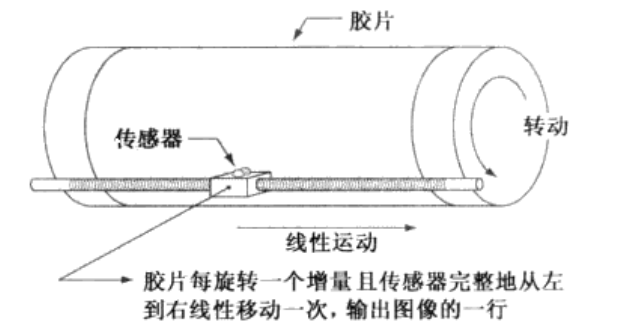 胶片
传感器
转动
线性运动
胶片每旋转一个增量且传感器完整地从左
到右线性移动一次，输出图像的一行